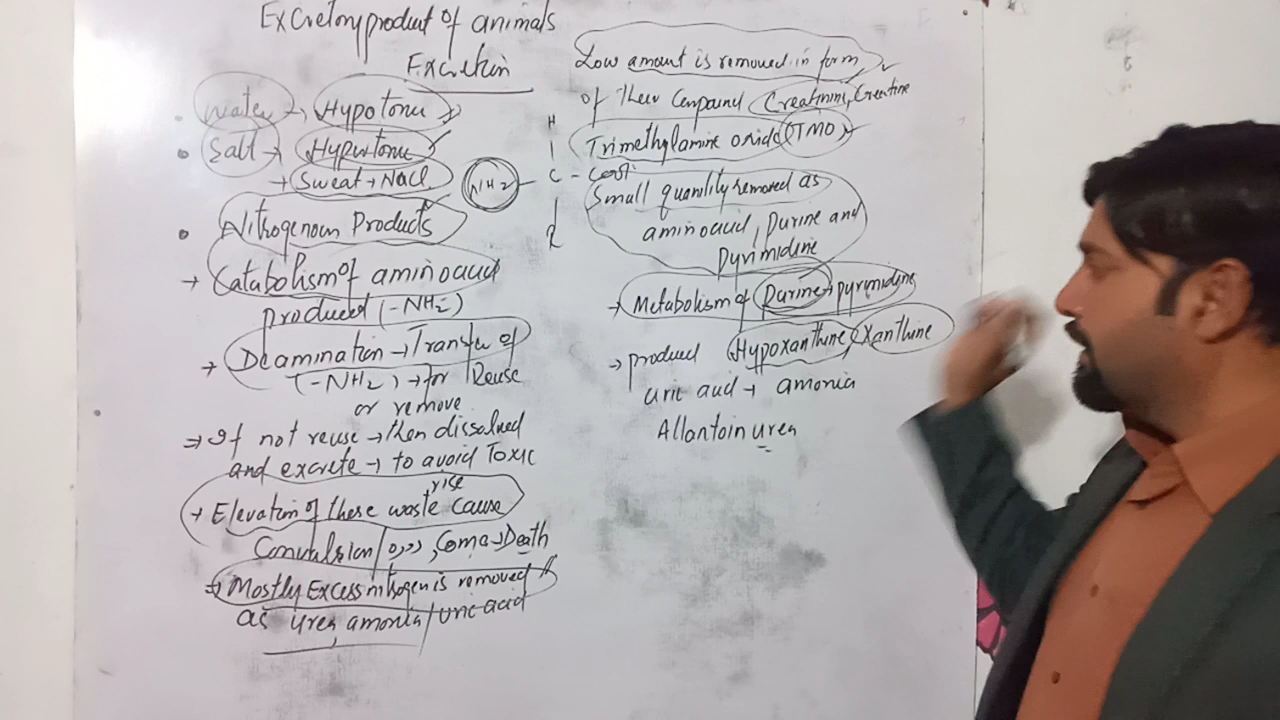 Excretory product of animals
Excretion
water → Hypotonic
Salt → Hypertonic
→ Sweat → NaCl
Nitrogenous Products
→ Catabolism of aminoacid
produced (-NH2)
→ Deamination → Transfer of
(-NH2) → for Reuse
or remove
→ If not reuse → then dissolved
and excrete → to avoid Toxic
rise
→ Elevation of these waste cause
Convulsion / , Coma → Death
→ Mostly Excess nitrogen is removed
as urea, amonia / uric acid
Low amount is removed in form
of these Compound Creatinine, Creatine
Trimethylamine oxide (TMO)
H
NH2 - C -
Small quantity removed as
aminoacid, purine and
pyrimidine
→ Metabolism of Purine + pyrimidine
→ produced Hypoxanthine, Xanthine
uric acid → amonia
Allantoin urea